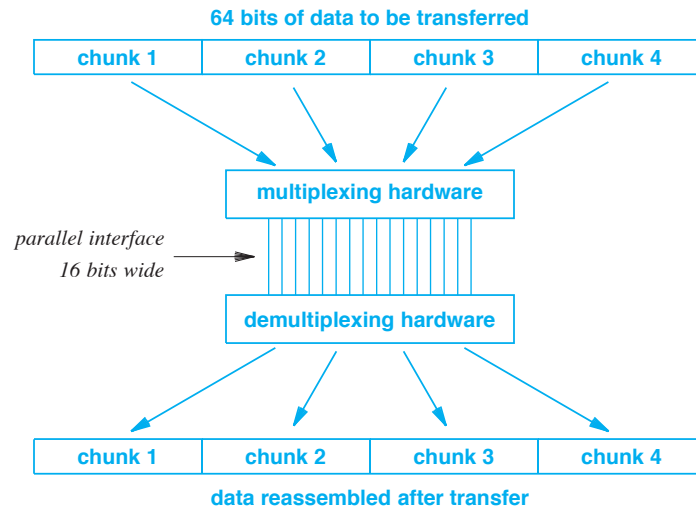 64 bits of data to be transferred
chunk 1 chunk 2 chunk 3 chunk 4
multiplexing hardware
parallel interface
16 bits wide
demultiplexing hardware
chunk 1 chunk 2 chunk 3 chunk 4
data reassembled after transfer